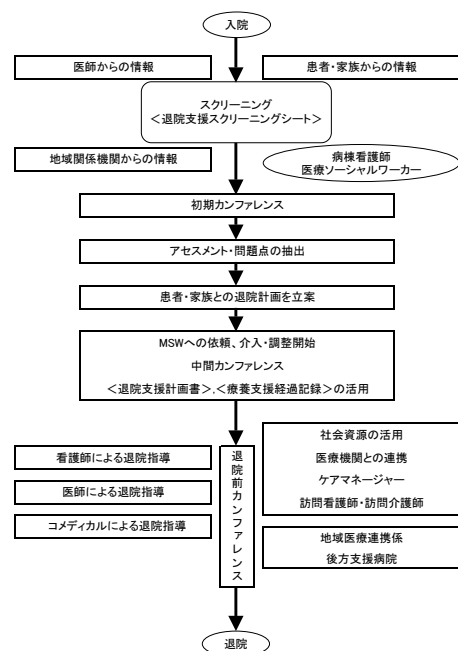 入院
医師からの情報
患者・家族からの情報
スクリーニング
＜退院支援スクリーニングシート＞
地域関係機関からの情報
病棟看護師
医療ソーシャルワーカー
初期カンファレンス
アセスメント・問題点の抽出
患者・家族との退院計画を立案
MSWへの依頼、介入・調整開始
中間カンファレンス
＜退院支援計画書＞,＜療養支援経過記録＞の活用
看護師による退院指導
医師による退院指導
コメディカルによる退院指導
退院前カンファレンス
社会資源の活用
医療機関との連携
ケアマネージャー
訪問看護師・訪問介護師
地域医療連携係
後方支援病院
退院